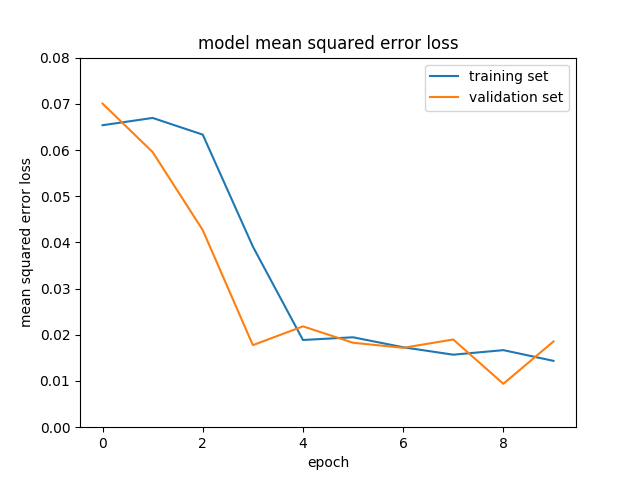 model mean squared error loss
training set
validation set
mean squared error loss
0.08
0.07
0.06
0.05
0.04
0.03
0.02
0.01
0.00
0 2 4 6 8
epoch